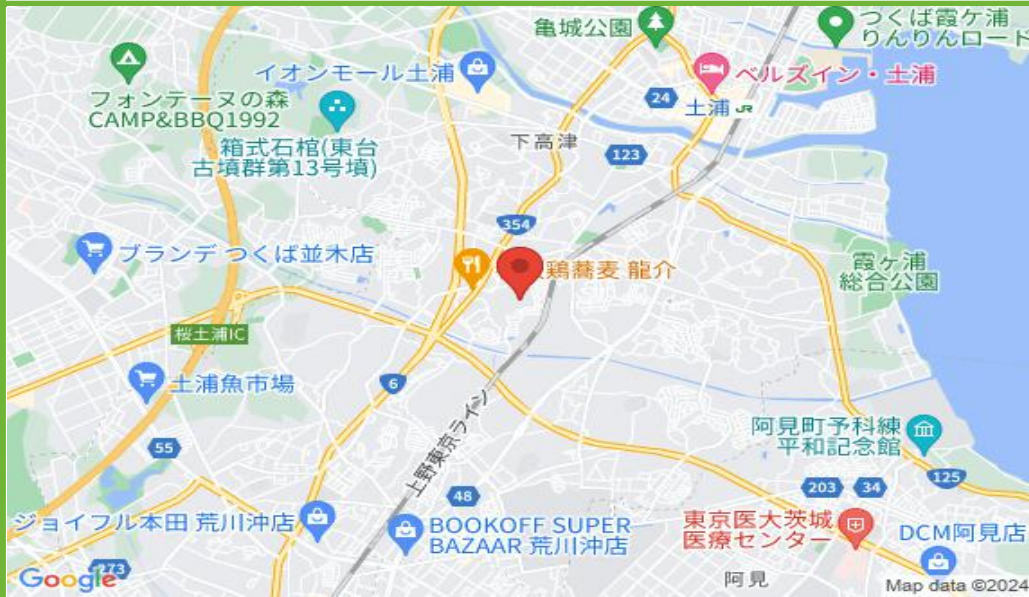 亀城公園
つくば霞ケ浦
りんりんロード
イオンモール土浦
ベルズイン・土浦
フォンテーヌの森
CAMP&BBQ1992
24
土浦 JR
箱式石棺(東台
古墳群第13号墳)
下高津
123
354
ブランデ つくば並木店
鶏蕎麦 龍介
霞ヶ浦
総合公園
桜土浦IC
土浦魚市場
6
上野東京ライン
阿見町予科練
平和記念館
55
125
203
34
48
ジョイフル本田 荒川沖店
BOOKOFF SUPER
BAZAAR 荒川沖店
東京医大茨城
医療センター
DCM阿見店
273
Google
阿見
Map data ©2024